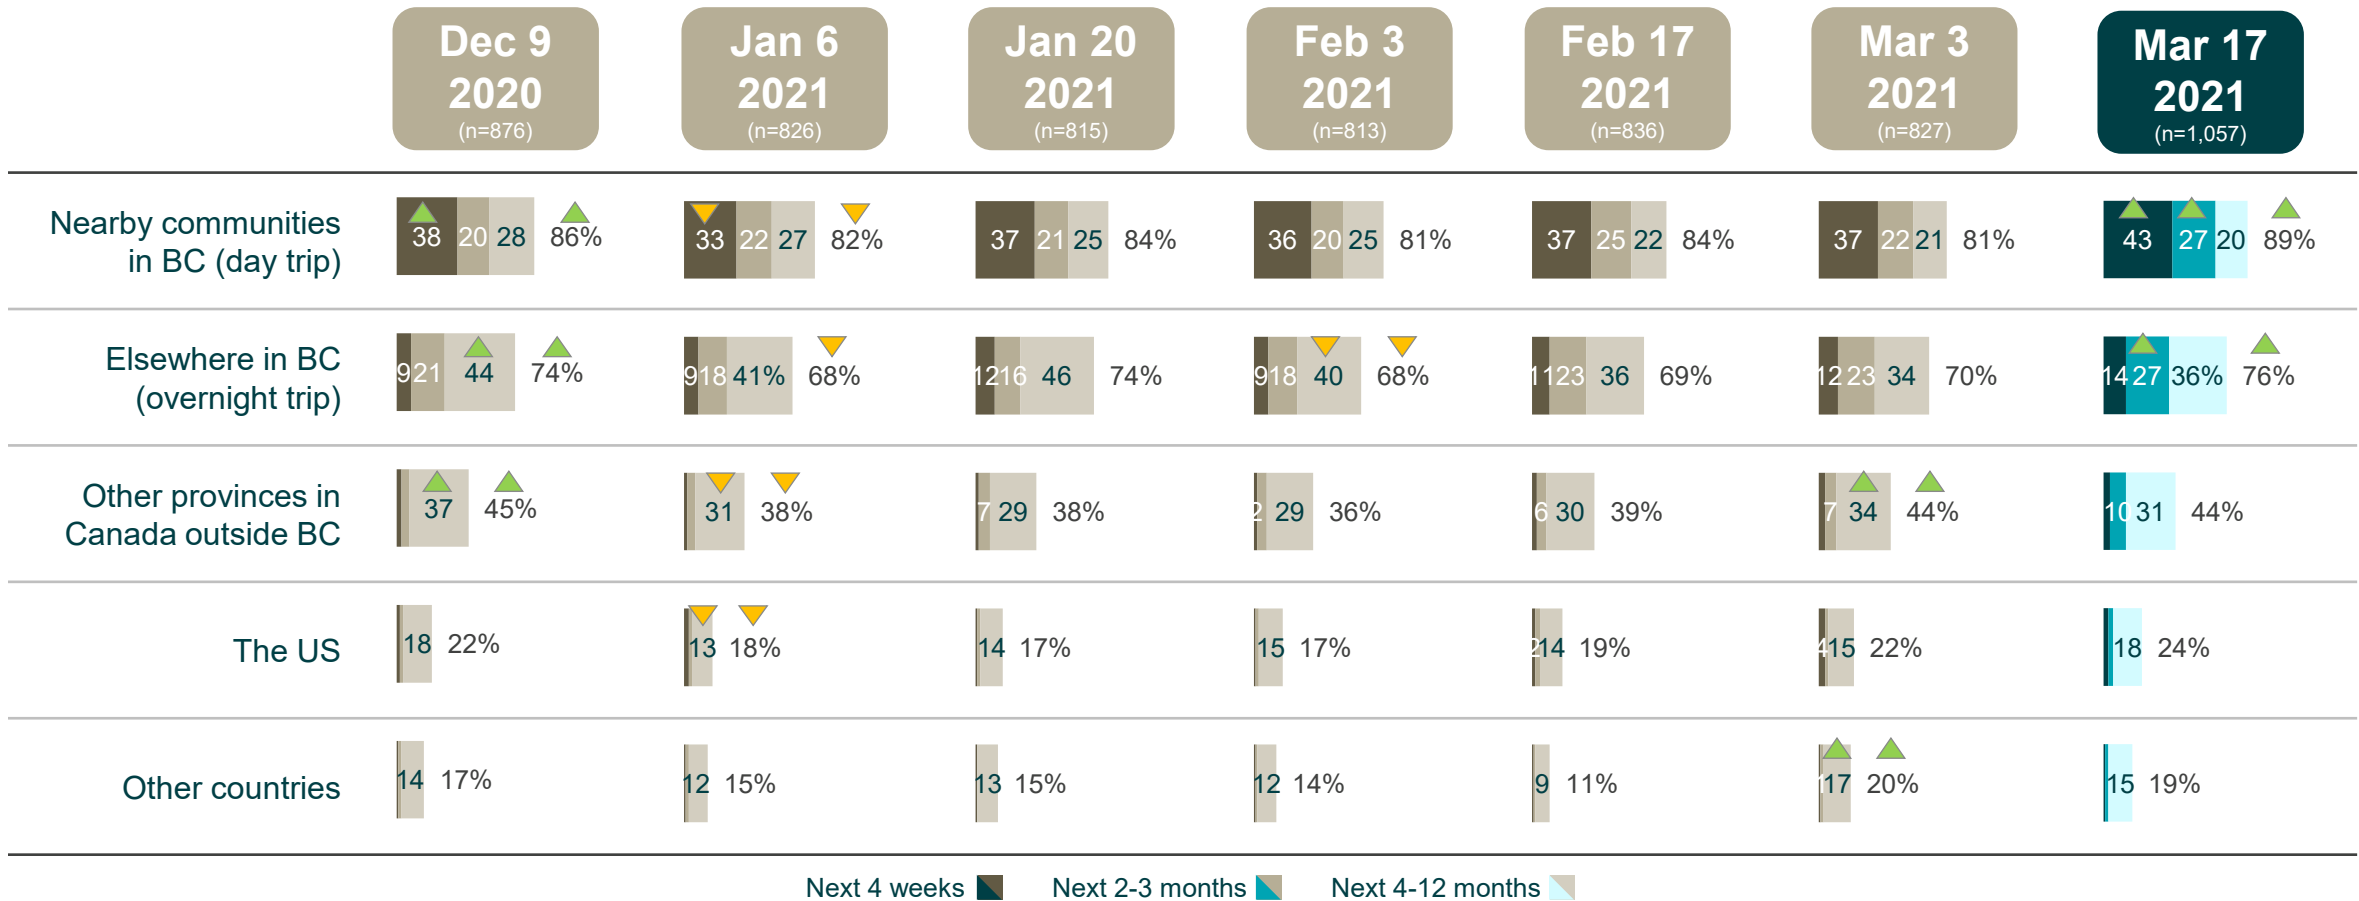 Dec 9
2020
(n=876)
Jan 6
2021
(n=826)
Jan 20
2021
(n=815)
Feb 3
2021
(n=813)
Feb 17
2021
(n=836)
Mar 3
2021
(n=827)
Mar 17
2021
(n=1,057)
Nearby communities
in BC (day trip)
38 20 28 86%
33 22 27 82%
37 21 25 84%
36 20 25 81%
37 25 22 84%
37 22 21 81%
43 27 20 89%
Elsewhere in BC
(overnight trip)
9 21 44 74%
9 18 41% 68%
12 16 46 74%
9 18 40 68%
11 23 36 69%
12 23 34 70%
14 27 36% 76%
Other provinces in
Canada outside BC
37 45%
31 38%
7 29 38%
2 29 36%
6 30 39%
7 34 44%
10 31 44%
The US
18 22%
13 18%
14 17%
15 17%
2 14 19%
4 15 22%
18 24%
Other countries
14 17%
12 15%
13 15%
12 14%
9 11%
1 17 20%
15 19%
Next 4 weeks
Next 2-3 months
Next 4-12 months